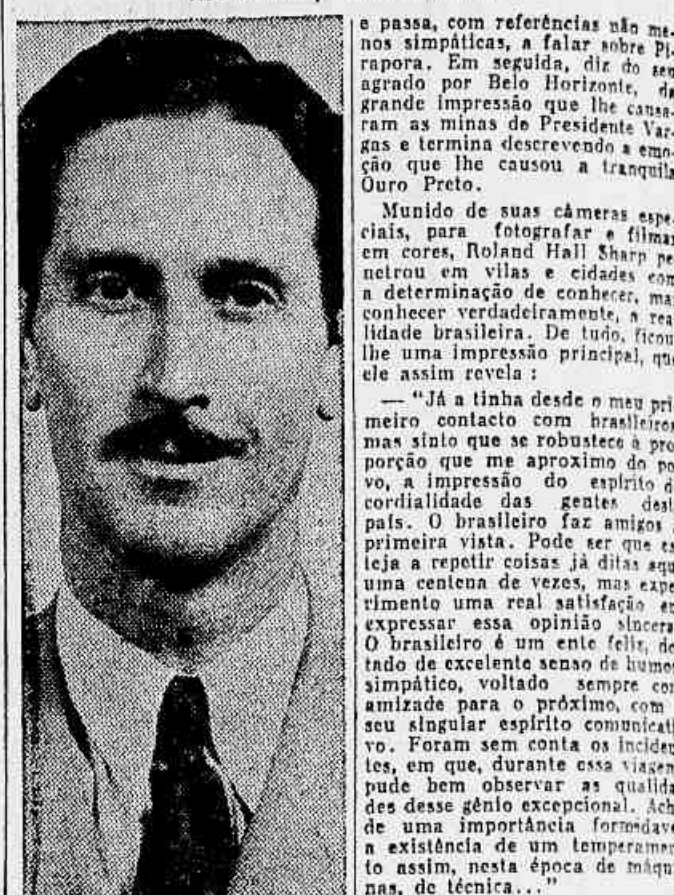 e passa, com referências não me-
nos simpáticas, a falar sobre Pi-
rapora. Em seguida, diz do seu
agrado por Belo Horizonte, da
grande impressão que lhe causa-
ram as minas de Presidente Var-
gas e termina descrevendo a emo-
ção que lhe causou a tranquila
Ouro Preto.
Munido de suas câmeras espe-
ciais, para fotografar e filmar
em cores, Roland Hall Sharp pe
netrou em vilas e cidades com
a determinação de conhecer, mas
conhecer verdadeiramente, a rea
lidade brasileira. De tudo, ficou
lhe uma impressão principal, que
ele assim revela :
— "Já a tinha desde o meu pri
meiro contacto com brasileiros
mas sinto que se robustece à pro
porção que me aproximo do po
vo, a impressão do espírito d
cordialidade das gentes dest
país. O brasileiro faz amigos
primeira vista. Pode ser que es
teja a repetir coisas já ditas aqu
uma centena de vezes, mas expe
rimento uma real satisfação e
expressar essa opinião sincera
O brasileiro é um ente feliz, do
tado de excelente senso de humo
simpático, voltado sempre co
amizade para o próximo, com
seu singular espírito comunicati
vo. Foram sem conta os inciden
tes, em que, durante essa viagem
pude bem observar as qualida
des desse gênio excepcional. Ach
de uma importância formidave
a existência de um temperamen
to assim, nesta época de máqu
nas, de técnica..."